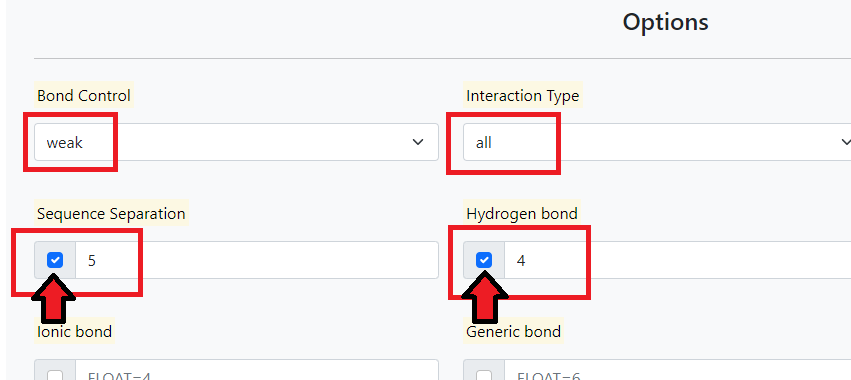 Options
Bond Control
Interaction Type
weak
all
Sequence Separation
Hydrogen bond
5
4
Ionic bond
Generic bond
FLOAT=4
FLOAT=6